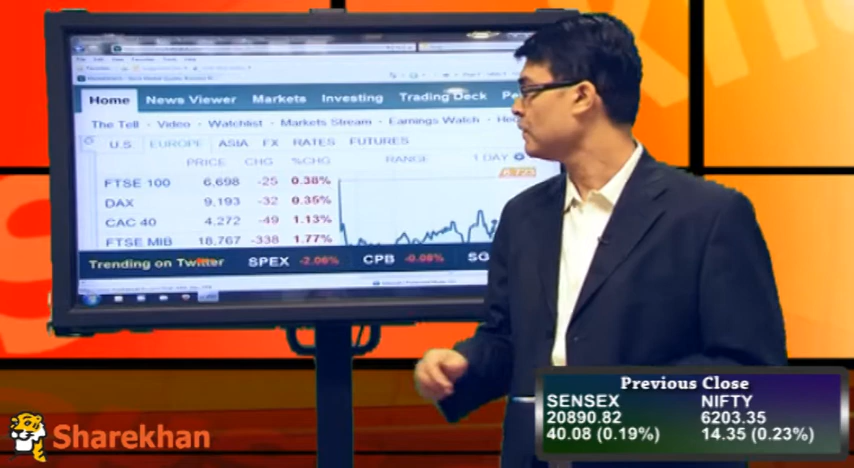 Home News Viewer Markets Investing Trading Deck Pe
The Tell · Video · Watchlist · Markets Stream · Earnings Watch ·
U.S EUROPE ASIA FX RATES FUTURES
PRICE CHG %CHG RANGE 1 DAY
FTSE 100 6,698 -25 0.38%
DAX 9,193 -32 0.35%
CAC 40 4,272 -49 1.13%
FTSE MIB 18,767 -338 1.77%
Trending on Twitter SPEX -2.06% CPB -0.08% SG
Previous Close
SENSEX NIFTY
20890.82 6203.35
40.08 (0.19%) 14.35 (0.23%)
Sharekhan